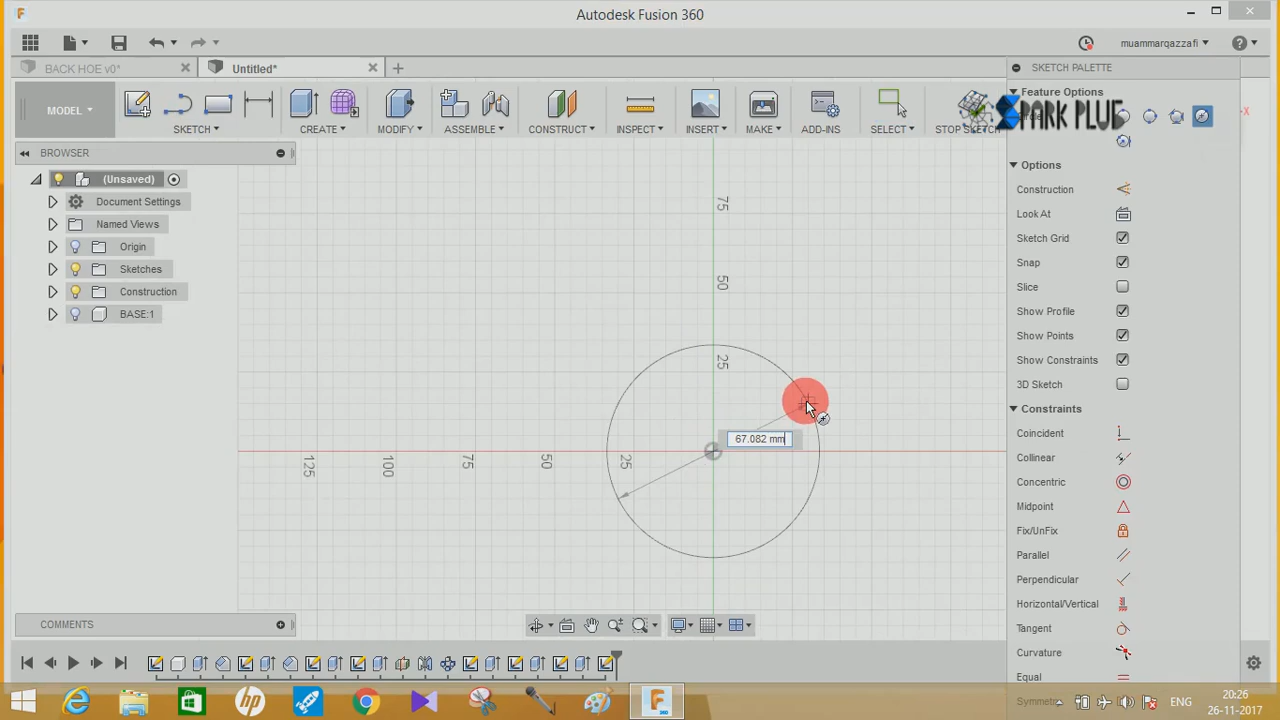 Autodesk Fusion 360
muammarqazzafi
BACK HOE v0*
Untitled*
SKETCH PALETTE
MODEL
SKETCH
CREATE
MODIFY
ASSEMBLE
CONSTRUCT
INSPECT
INSERT
MAKE
ADD-INS
SELECT
STOP SKETCH
SPARK PLUG
Feature Options
BROWSER
(Unsaved)
Document Settings
Named Views
Origin
Sketches
Construction
BASE:1
75
50
25
125
100
75
50
25
67.082 mm
X
Options
Construction
Look At
Sketch Grid
Snap
Slice
Show Profile
Show Points
Show Constraints
3D Sketch
Constraints
Coincident
Collinear
Concentric
Midpoint
Fix/UnFix
Parallel
Perpendicular
Horizontal/Vertical
Tangent
Curvature
Equal
COMMENTS
ENG
20:26
26-11-2017